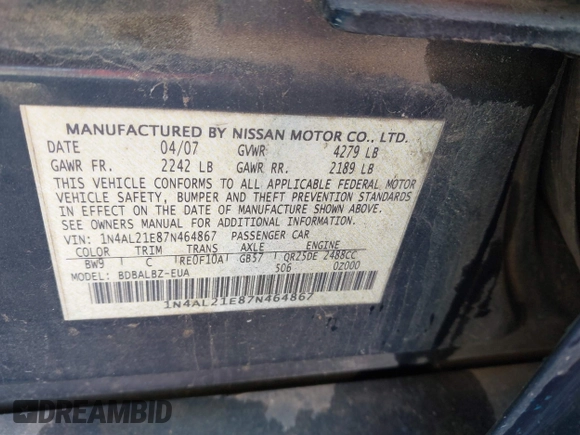 MANUFACTURED BY NISSAN MOTOR CO., LTD.
DATE 04/07 GVWR 4279 LB
GAWR FR. 2242 LB GAWR RR. 2189 LB
THIS VEHICLE CONFORMS TO ALL APPLICABLE FEDERAL MOTOR
VEHICLE SAFETY, BUMPER AND THEFT PREVENTION STANDARDS
IN EFFECT ON THE DATE OF MANUFACTURE SHOWN ABOVE.
SEE OWNERS MANUAL FOR ADDITIONAL INFORMATION.
VIN: 1N4AL21E87N464867 PASSENGER CAR
COLOR TRIM TRANS AXLE ENGINE
BW9 C RE0F10A GB37 QR25DE 2488CC
MODEL: BDBALBZ-EUA 506 0Z000
1N4AL21E87N464867
DREAMBID